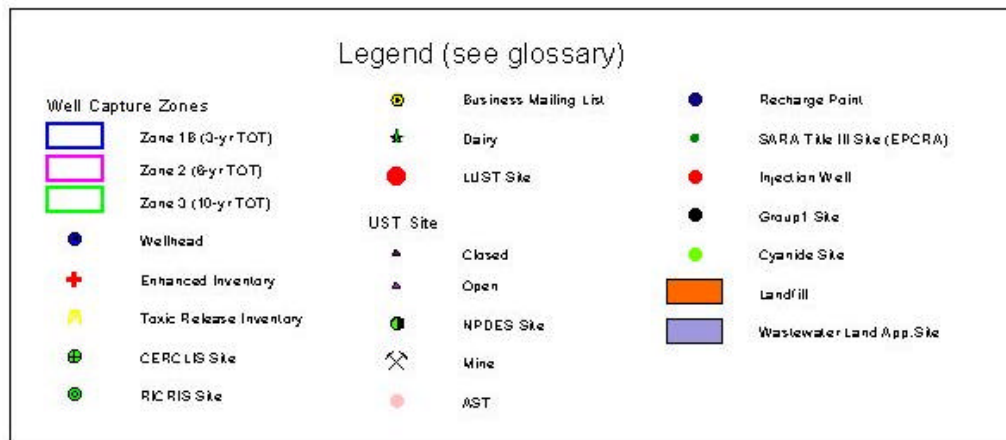 Legend (see glossary)
Well Capture Zones
Zone 1B (3-yr TOT)
Zone 2 (6-yr TOT)
Zone 3 (10-yr TOT)
Wellhead
Enhanced Inventory
Toxic Release Inventory
CERCLIS Site
RICRIS Site
Business Mailing List
Dairy
LUST Site
UST Site
Closed
Open
NPDES Site
Mine
AST
Recharge Point
SARA Title III Site (EPCRA)
Injection Well
Group1 Site
Cyanide Site
Landfill
Wastewater Land App.Site